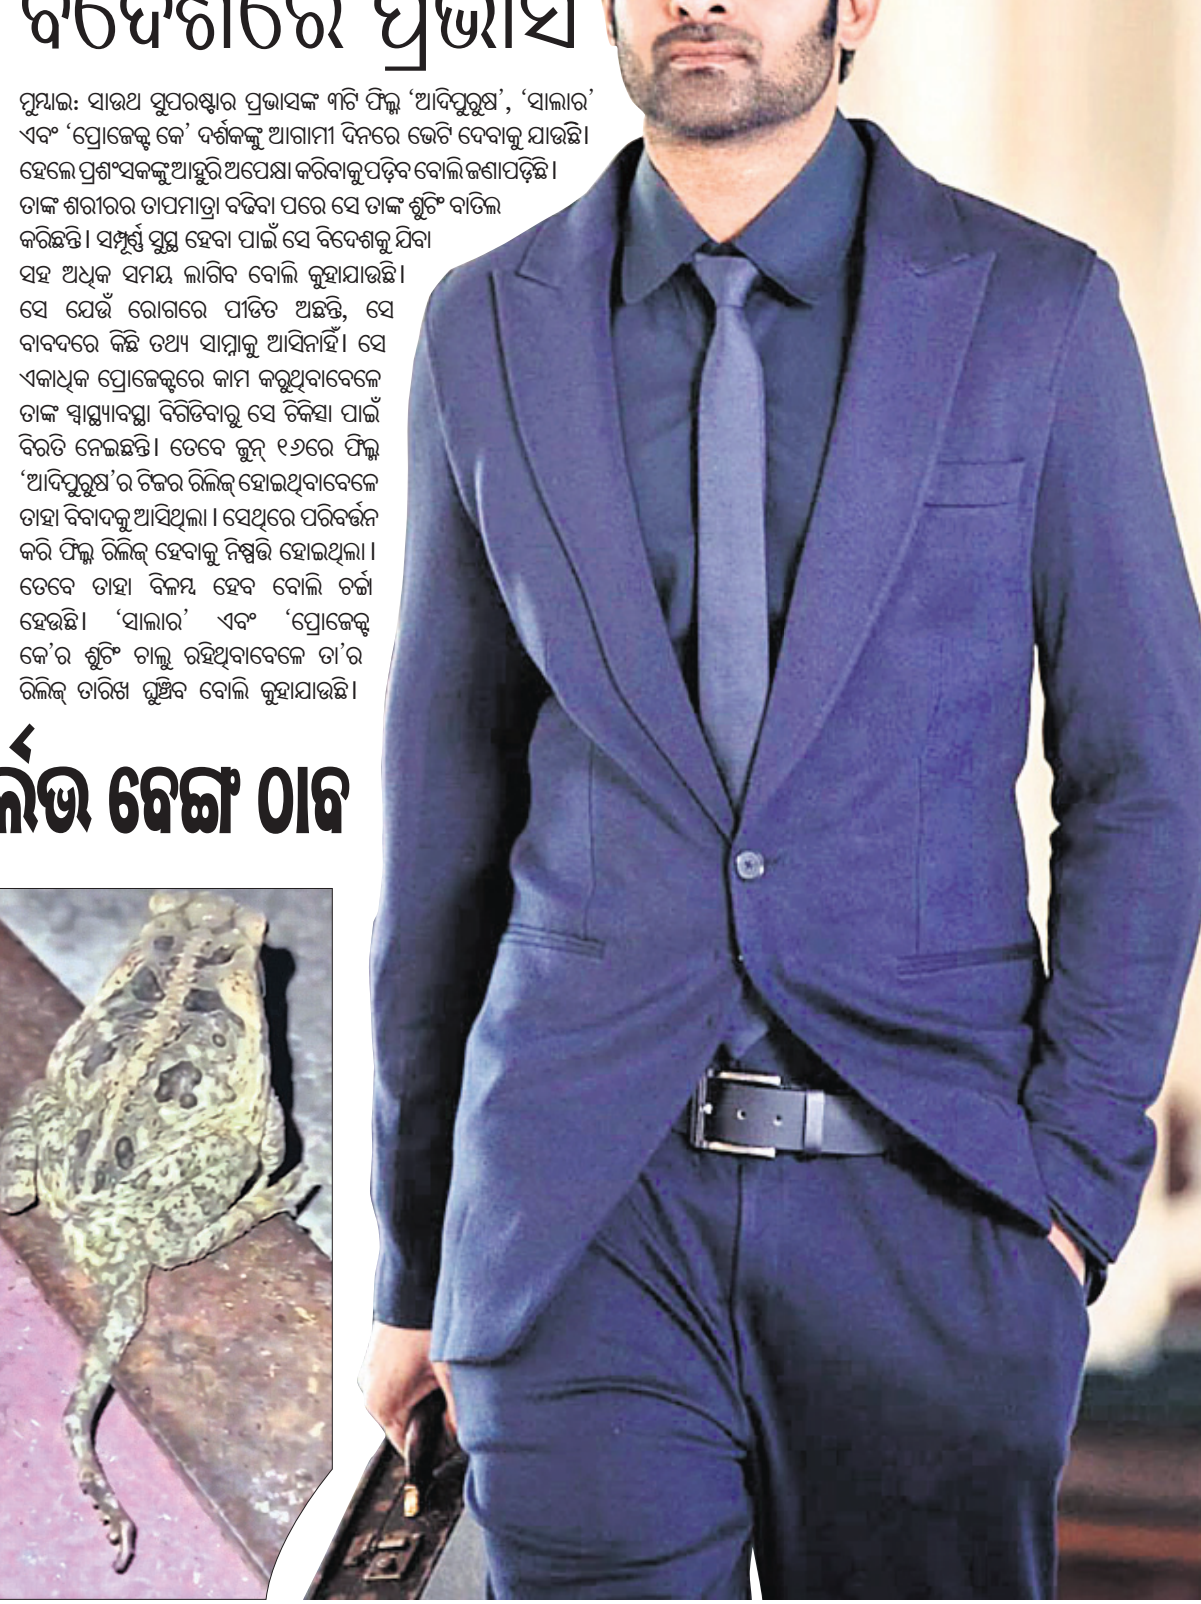 ବିଦେଶରେ ପ୍ରଭାସ
ମୁମ୍ବାଇ: ସାଉଥ ସୁପରଷ୍ଟାର ପ୍ରଭାସଙ୍କ ୩ଟି ଫିଲ୍ମ ‘ଆଦିପୁରୁଷ’, ‘ସାଲାର’
ଏବଂ ‘ପ୍ରୋଜେକ୍ଟ କେ’ ଦର୍ଶକଙ୍କୁ ଆଗାମୀ ଦିନରେ ଭେଟି ଦେବାକୁ ଯାଉଛି।
ହେଲେ ପ୍ରଶଂସକଙ୍କୁ ଆହୁରି ଅପେକ୍ଷା କରିବାକୁ ପଡ଼ିବ ବୋଲି ଜଣାପଡ଼ିଛି।
ତାଙ୍କ ଶରୀରର ତାପମାତ୍ରା ବଢିବା ପରେ ସେ ତାଙ୍କ ଶୁଟିଂ ବାତିଲ
କରିଛନ୍ତି। ସମ୍ପୂର୍ଣ୍ଣ ସୁସ୍ଥ ହେବା ପାଇଁ ସେ ବିଦେଶକୁ ଯିବା
ସହ ଅଧିକ ସମୟ ଲାଗିବ ବୋଲି କୁହାଯାଉଛି।
ସେ ଯେଉଁ ରୋଗରେ ପୀଡିତ ଅଛନ୍ତି, ସେ
ବାବଦରେ କିଛି ତଥ୍ୟ ସାମ୍ନାକୁ ଆସିନାହିଁ। ସେ
ଏକାଧିକ ପ୍ରୋଜେକ୍ଟରେ କାମ କରୁଥିବାବେଳେ
ତାଙ୍କ ସ୍ୱାସ୍ଥ୍ୟାବସ୍ଥା ବିଗିଡିବାରୁ ସେ ଚିକିତ୍ସା ପାଇଁ
ବିରତି ନେଇଛନ୍ତି। ତେବେ ଜୁନ୍ ୧୬ରେ ଫିଲ୍ମ
‘ଆଦିପୁରୁଷ’ର ଟିଜର ରିଲିଜ୍ ହୋଇଥିବାବେଳେ
ତାହା ବିବାଦକୁ ଆସିଥିଲା। ସେଥିରେ ପରିବର୍ତ୍ତନ
କରି ଫିଲ୍ମ ରିଲିଜ୍ ହେବାକୁ ନିଷ୍ପତ୍ତି ହୋଇଥିଲା।
ତେବେ ତାହା ବିଳମ୍ବ ହେବ ବୋଲି ଚର୍ଚ୍ଚା
ହେଉଛି। ‘ସାଲାର’ ଏବଂ ‘ପ୍ରୋଜେକ୍ଟ
କେ’ର ଶୁଟିଂ ଚାଲୁ ରହିଥିବାବେଳେ ତା’ର
ରିଲିଜ୍ ତାରିଖ ଘୁଞ୍ଚିବ ବୋଲି କୁହାଯାଉଛି।
ର୍ଲଭ ବେଙ୍ଗ ଠାବ